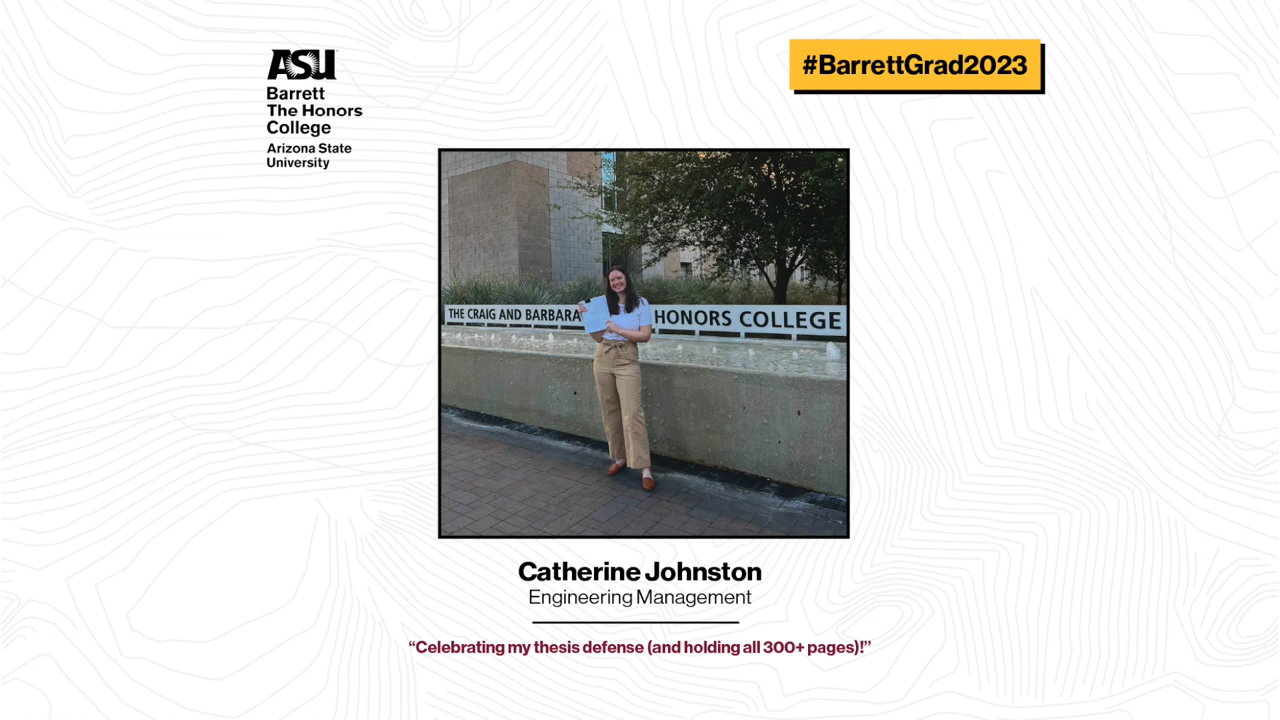 ASU
Barrett
The Honors
College
Arizona State
University
#BarrettGrad2023
THE CRAIG AND BARBARA HONORS COLLEGE
Catherine Johnston
Engineering Management
“Celebrating my thesis defense (and holding all 300+ pages)!”